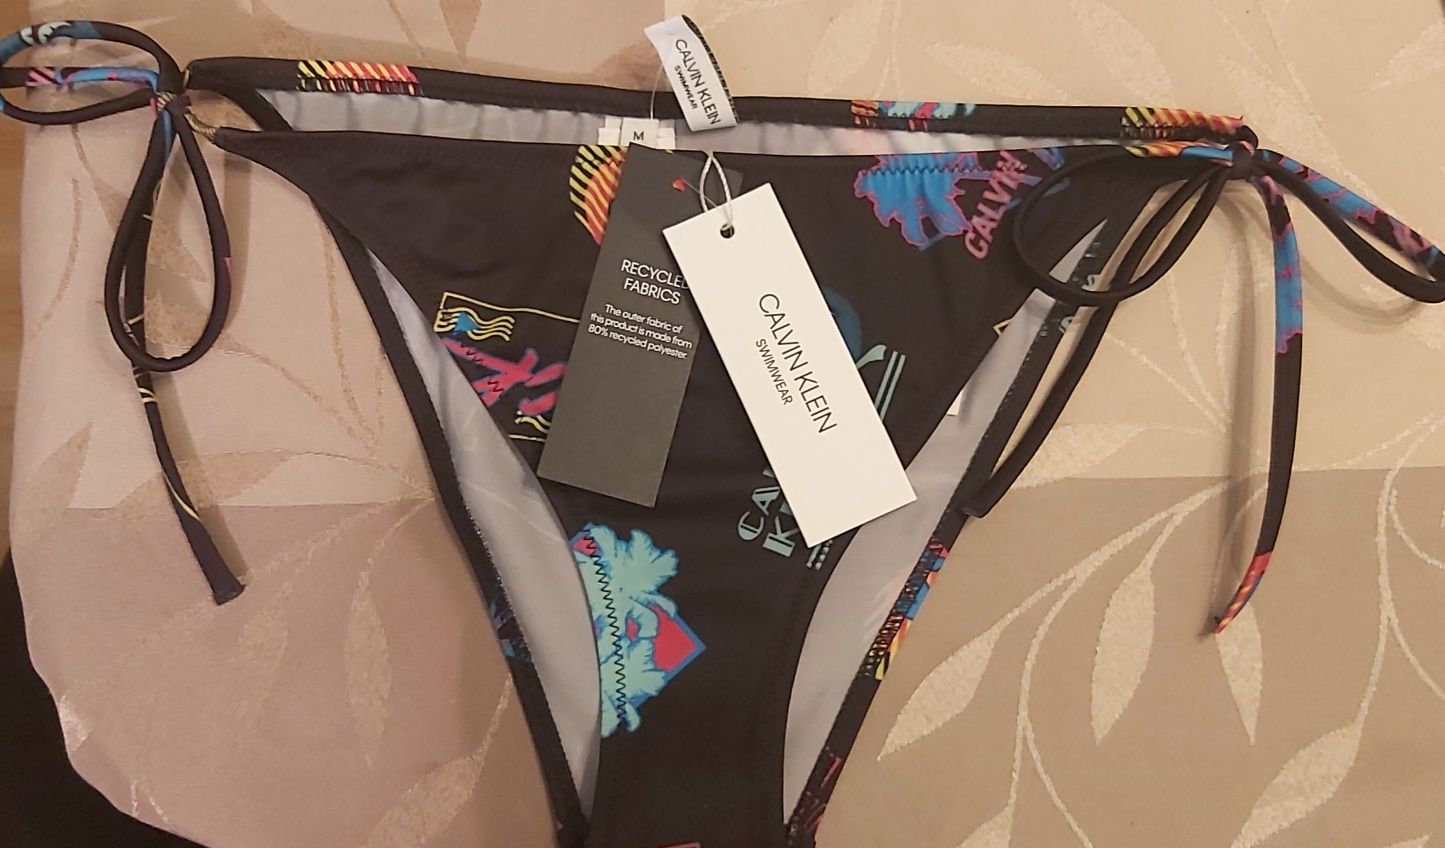 CALVIN KLEIN
SWIMWEAR
M
CALVIN
RECYCLED
FABRICS
The outer fabric of
this product is made from
80% recycled polyester.
CALVIN KLEIN
SWIMWEAR